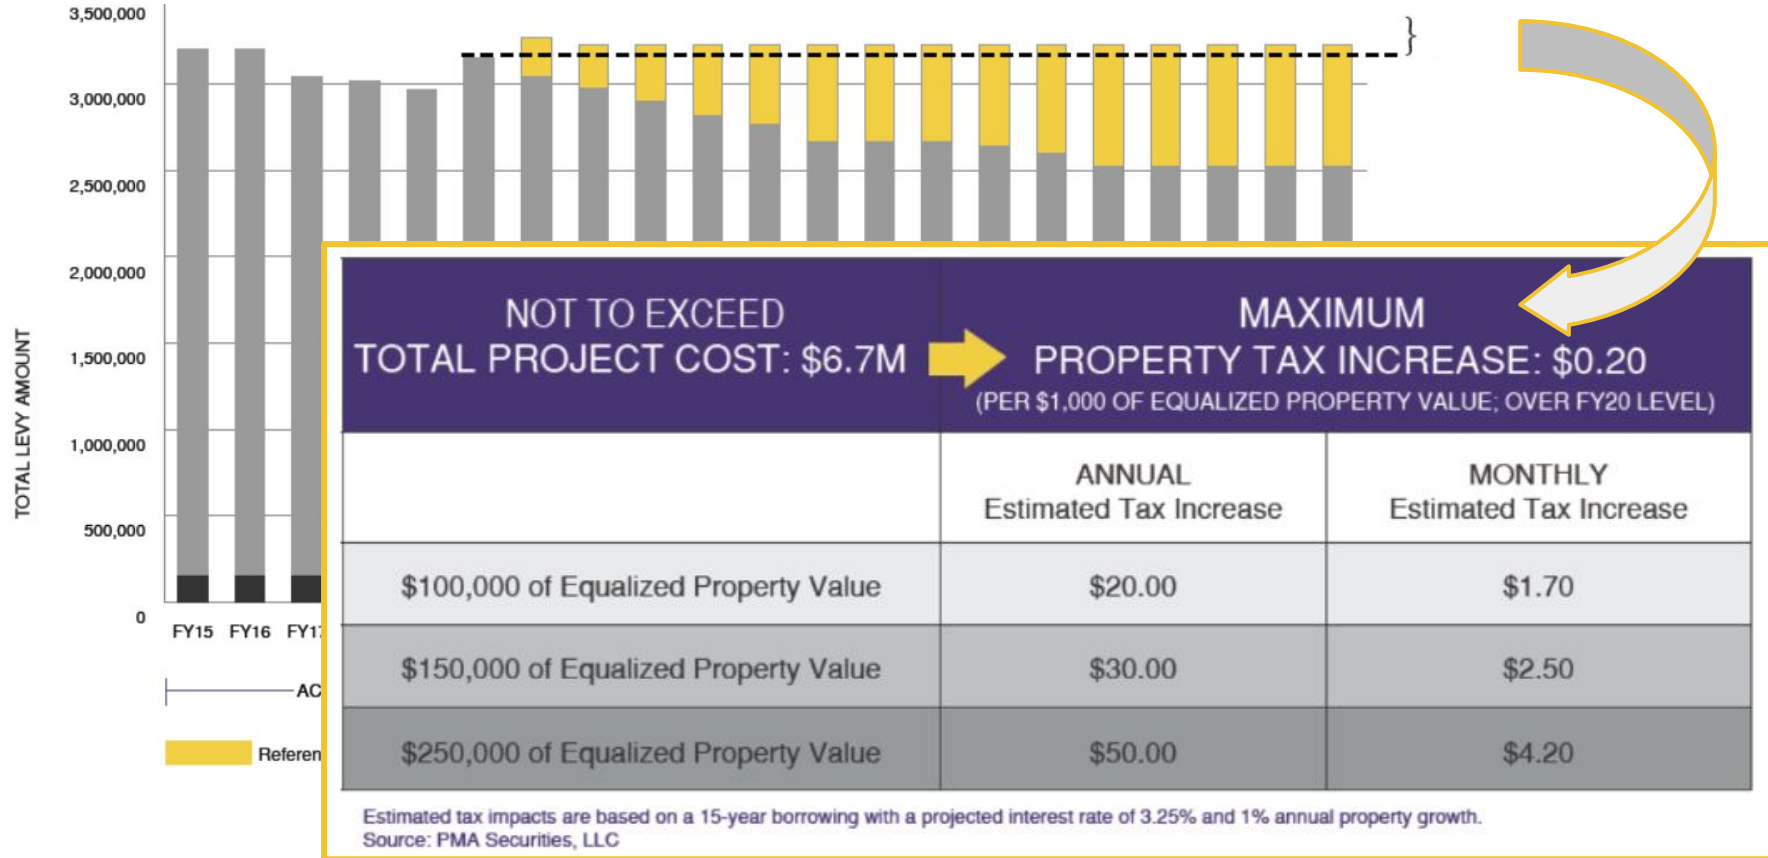 3,500,000
3,000,000
2,500,000
2,000,000
1,500,000
1,000,000
500,000
0
TOTAL LEVY AMOUNT
FY15 FY16 FY17
AC
Referen
NOT TO EXCEED
TOTAL PROJECT COST: $6.7M
MAXIMUM
PROPERTY TAX INCREASE: $0.20
(PER $1,000 OF EQUALIZED PROPERTY VALUE; OVER FY20 LEVEL)
ANNUAL
Estimated Tax Increase
MONTHLY
Estimated Tax Increase
$100,000 of Equalized Property Value $20.00 $1.70
$150,000 of Equalized Property Value $30.00 $2.50
$250,000 of Equalized Property Value $50.00 $4.20
Estimated tax impacts are based on a 15-year borrowing with a projected interest rate of 3.25% and 1% annual property growth.
Source: PMA Securities, LLC